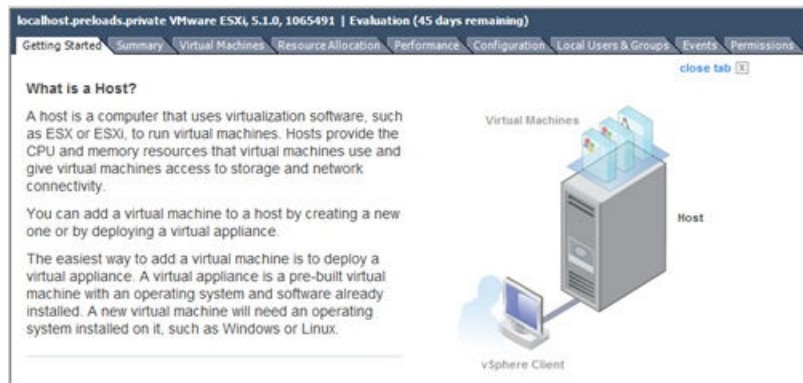 localhost.preloads.private VMware ESXi, 5.1.0, 1065491 | Evaluation (45 days remaining)
Getting Started Summary Virtual Machines Resource Allocation Performance Configuration Local Users & Groups Events Permissions
close tab X
What is a Host?
A host is a computer that uses virtualization software, such
as ESX or ESXi, to run virtual machines. Hosts provide the
CPU and memory resources that virtual machines use and
give virtual machines access to storage and network
connectivity.
You can add a virtual machine to a host by creating a new
one or by deploying a virtual appliance.
The easiest way to add a virtual machine is to deploy a
virtual appliance. A virtual appliance is a pre-built virtual
machine with an operating system and software already
installed. A new virtual machine will need an operating
system installed on it, such as Windows or Linux.
Virtual Machines
Host
vSphere Client